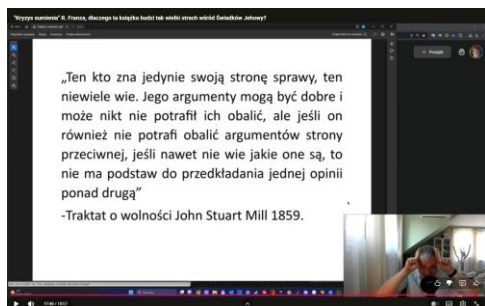 "Kryzys sumienia" R. Franza, dlaczego ta książka budzi tak wielki strach wśród Świadków Jehowy?
„Ten kto zna jedynie swoją stronę sprawy, ten
niewiele wie. Jego argumenty mogą być dobre i
może nikt nie potrafił ich obalić, ale jeśli on
również nie potrafi obalić argumentów strony
przeciwnej, jeśli nawet nie wie jakie one są, to
nie ma podstaw do przedkładania jednej opinii
ponad drugą”
-Traktat o wolności John Stuart Mill 1859.